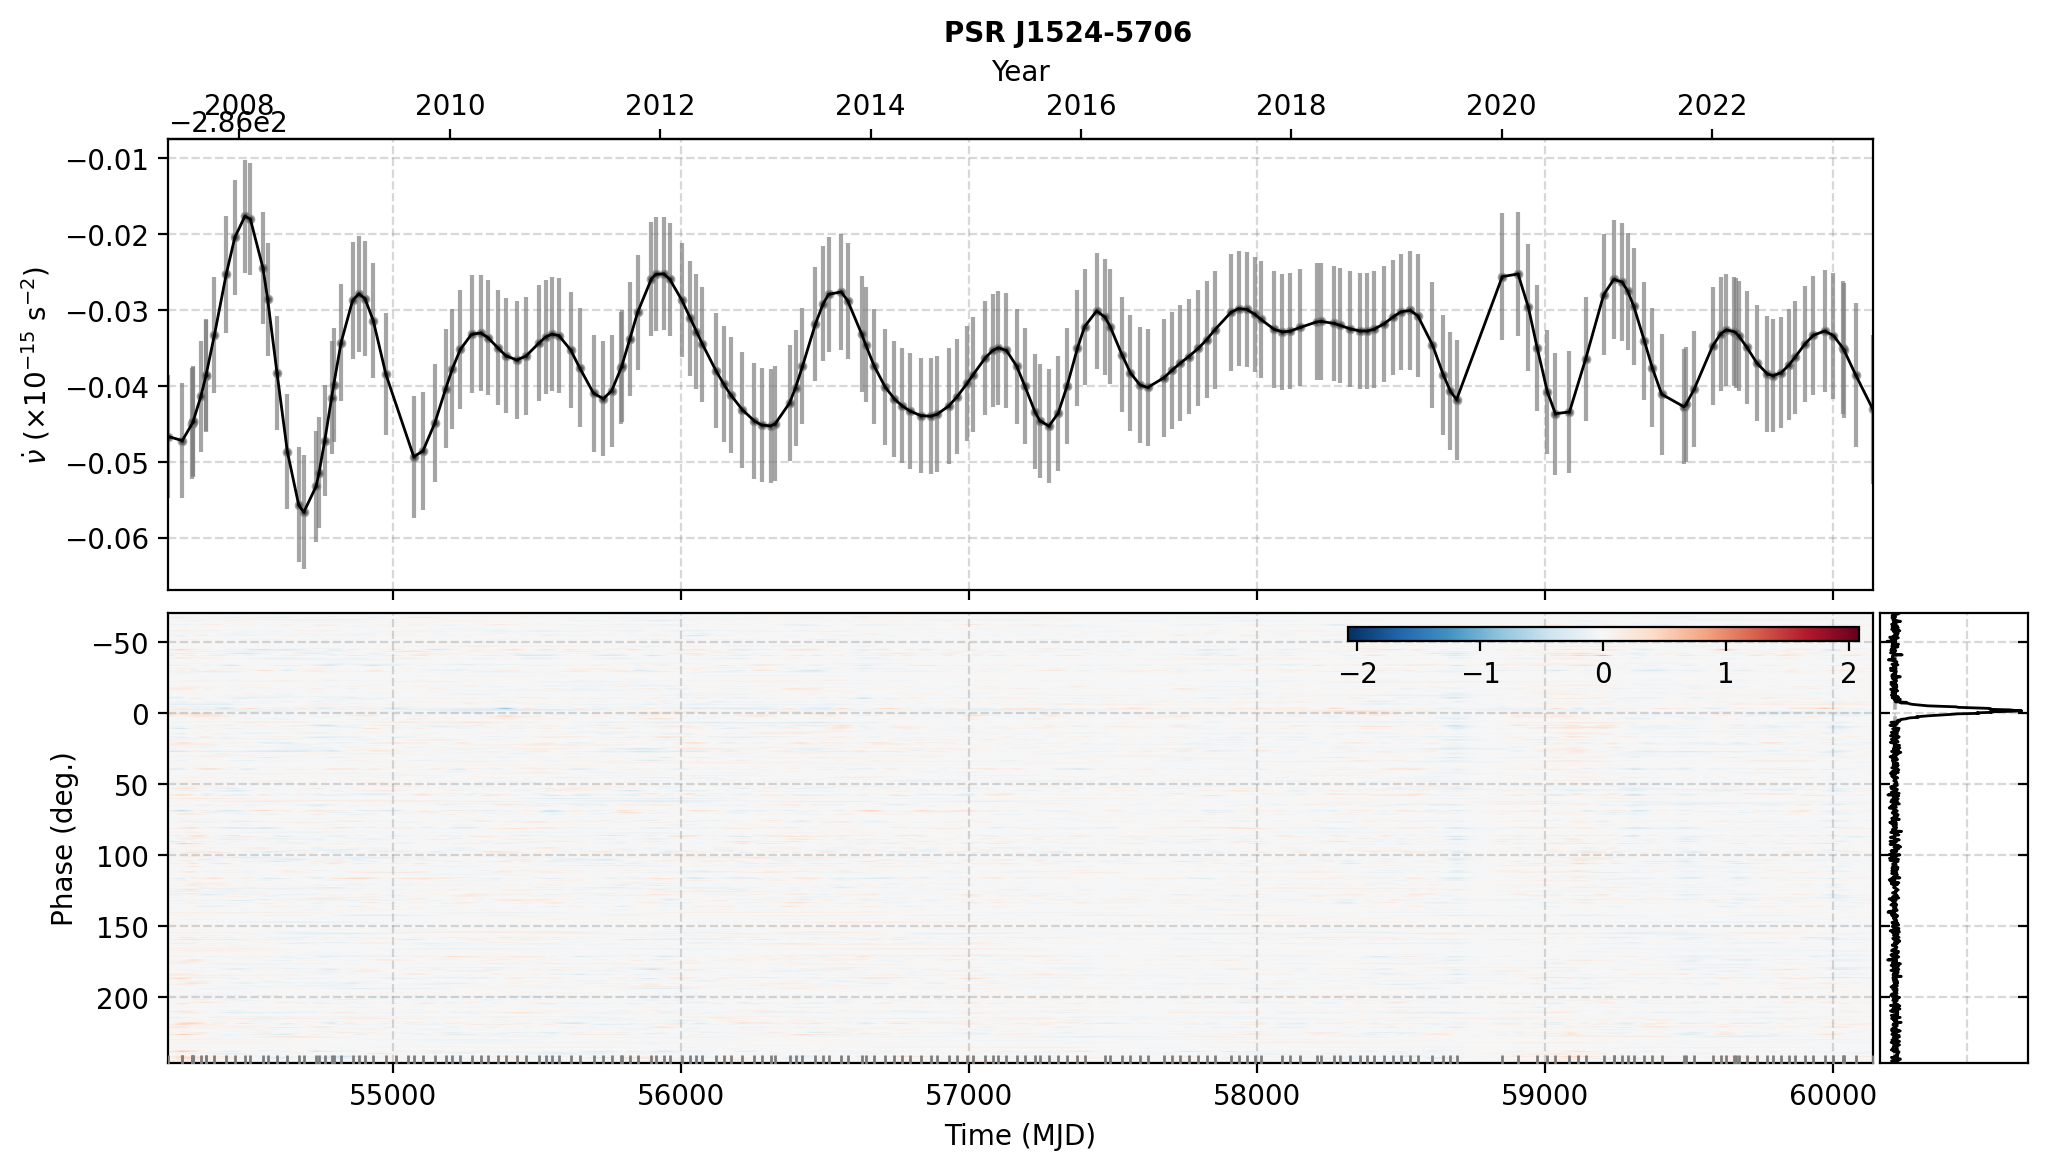 PSR J1524-5706
Year
2008 2010 2012 2014 2016 2018 2020 2022
−2.86e2
−0.01
−0.02
−0.03
−0.04
−0.05
−0.06
ν̇ (×10⁻¹⁵ s⁻²)
−50
0
50
100
150
200
Phase (deg.)
−2 −1 0 1 2
55000 56000 57000 58000 59000 60000
Time (MJD)